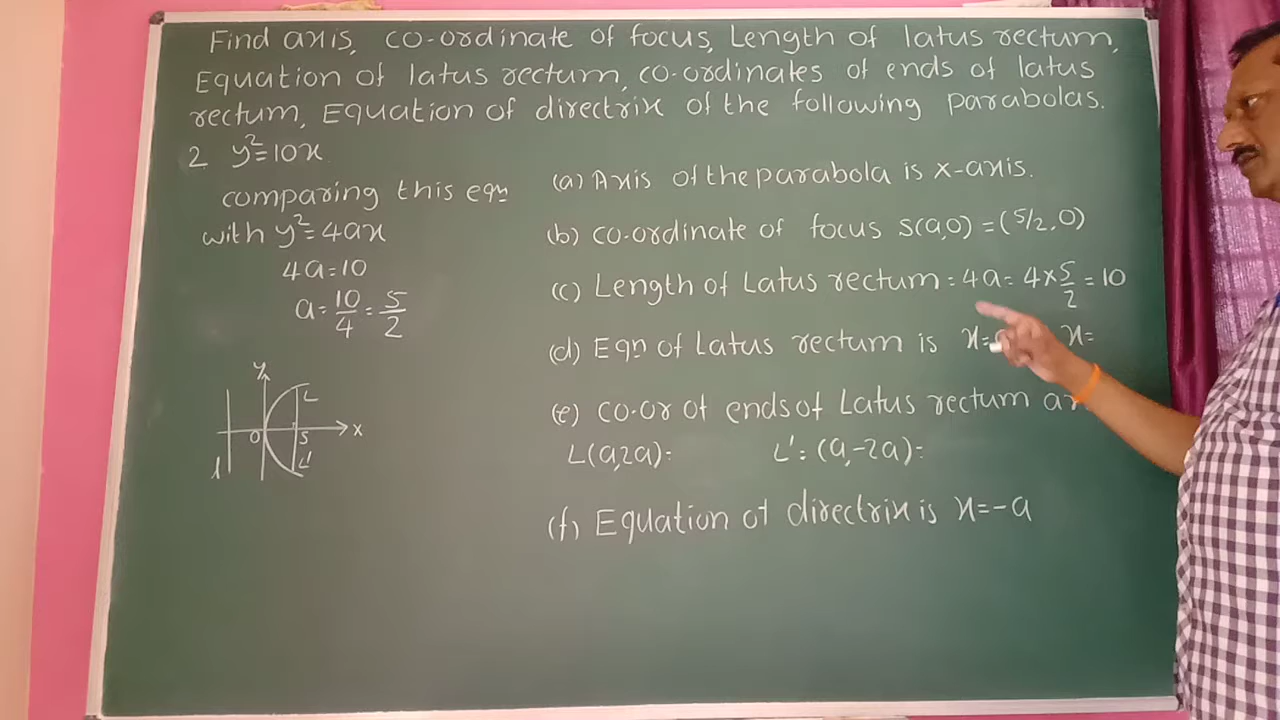 Find axis, co-ordinate of focus, Length of latus rectum,
Equation of latus rectum, co-ordinates of ends of latus
rectum, Equation of directrix of the following parabolas.
2 y²=10x
comparing this eqn
with y²=4ax
4a=10
a=10/4=5/2
y
L
O S x
L'
l
(a) Axis of the parabola is x-axis.
(b) co-ordinate of focus S(a,0) = (5/2, 0)
(c) Length of Latus rectum = 4a = 4×5/2 = 10
(d) Eqn of Latus rectum is x= x=
(e) co-or of ends of Latus rectum
L(a,2a)= L'=(a,-2a)=
(f) Equation of directrix is x=-a